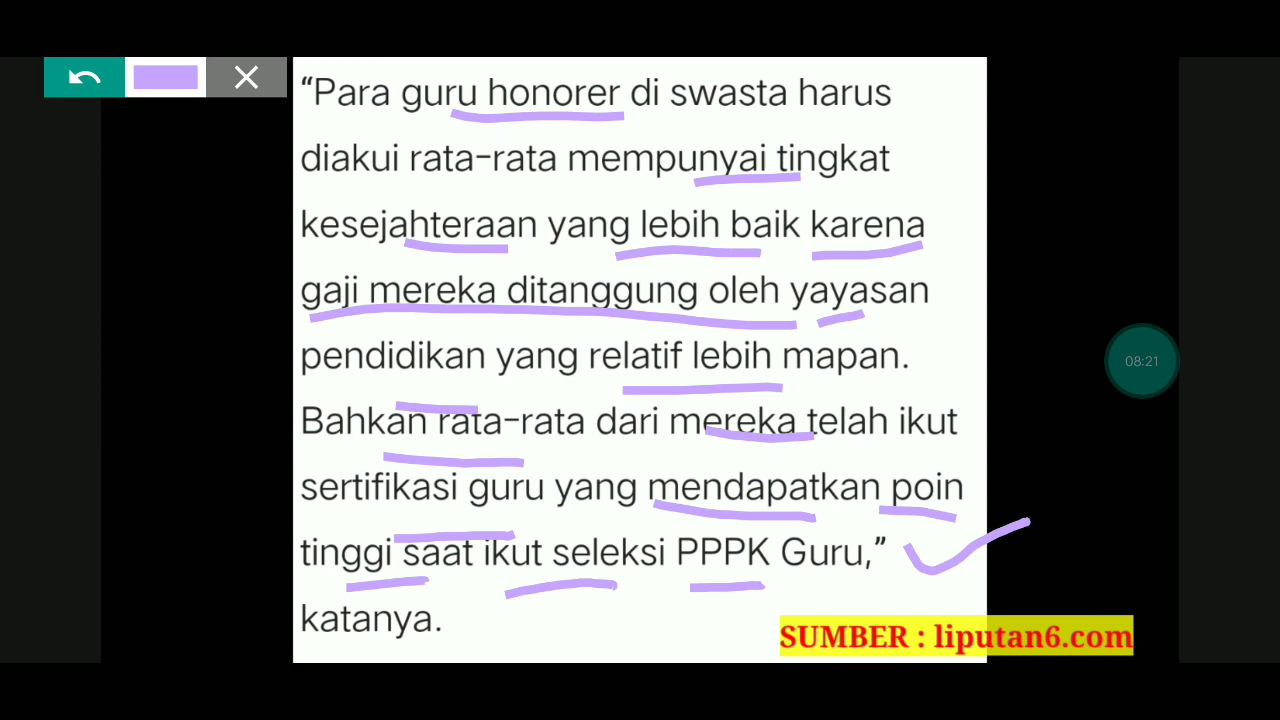 “Para guru honorer di swasta harus
diakui rata-rata mempunyai tingkat
kesejahteraan yang lebih baik karena
gaji mereka ditanggung oleh yayasan
pendidikan yang relatif lebih mapan.
Bahkan rata-rata dari mereka telah ikut
sertifikasi guru yang mendapatkan poin
tinggi saat ikut seleksi PPPK Guru,”
katanya.
08:21
SUMBER : liputan6.com